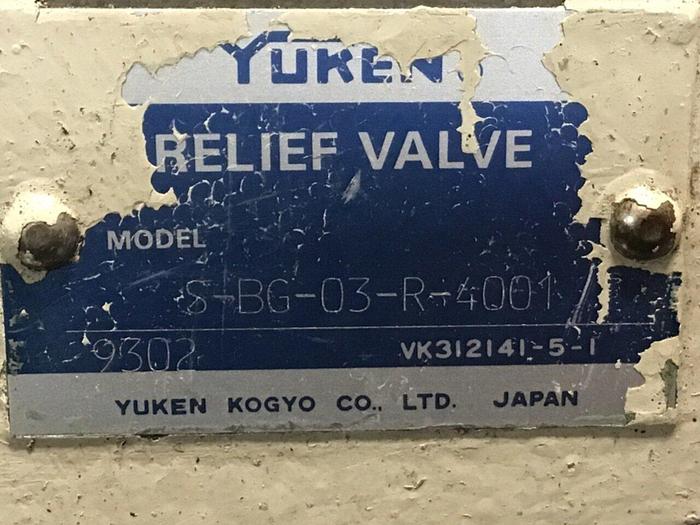 YUKEN
RELIEF VALVE
MODEL
S-BG-03-R-4001
9302 VK312141-5-1
YUKEN KOGYO CO., LTD. JAPAN